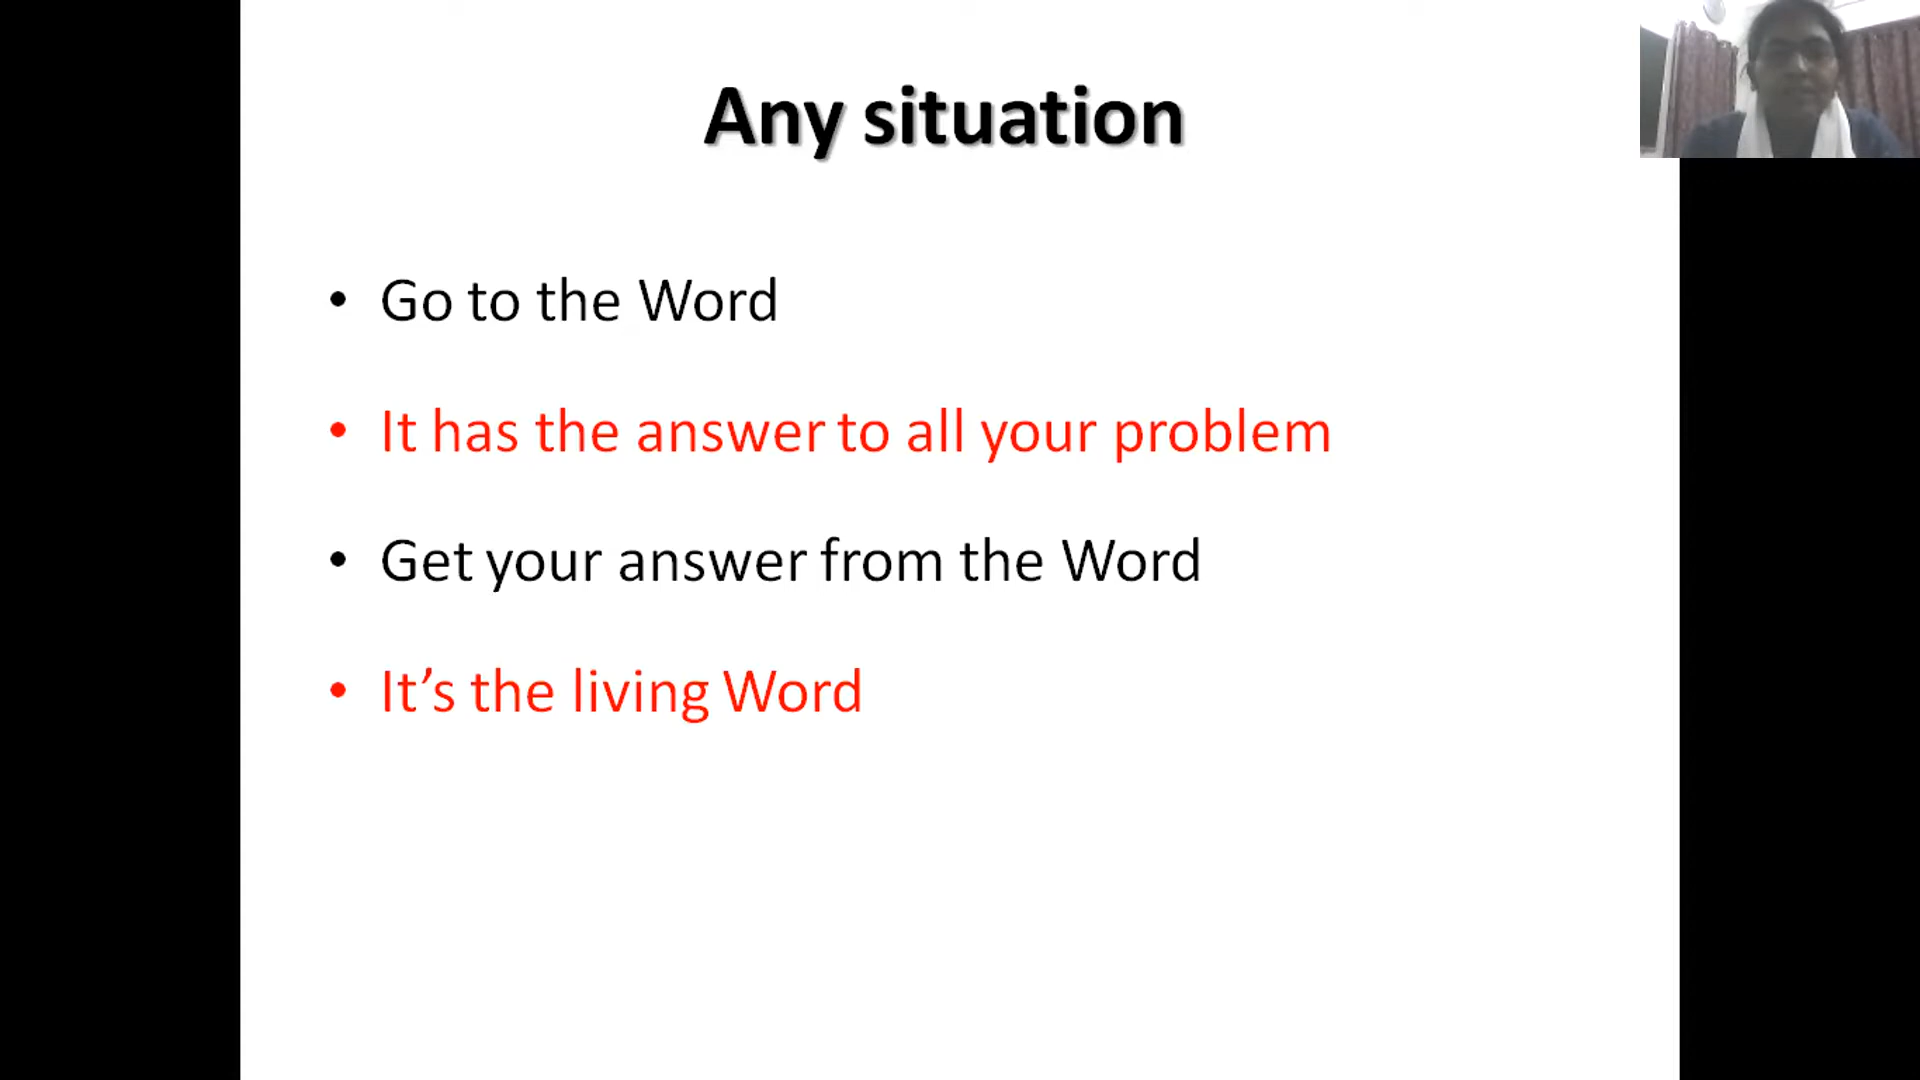 Any situation
• Go to the Word
• It has the answer to all your problem
• Get your answer from the Word
• It’s the living Word